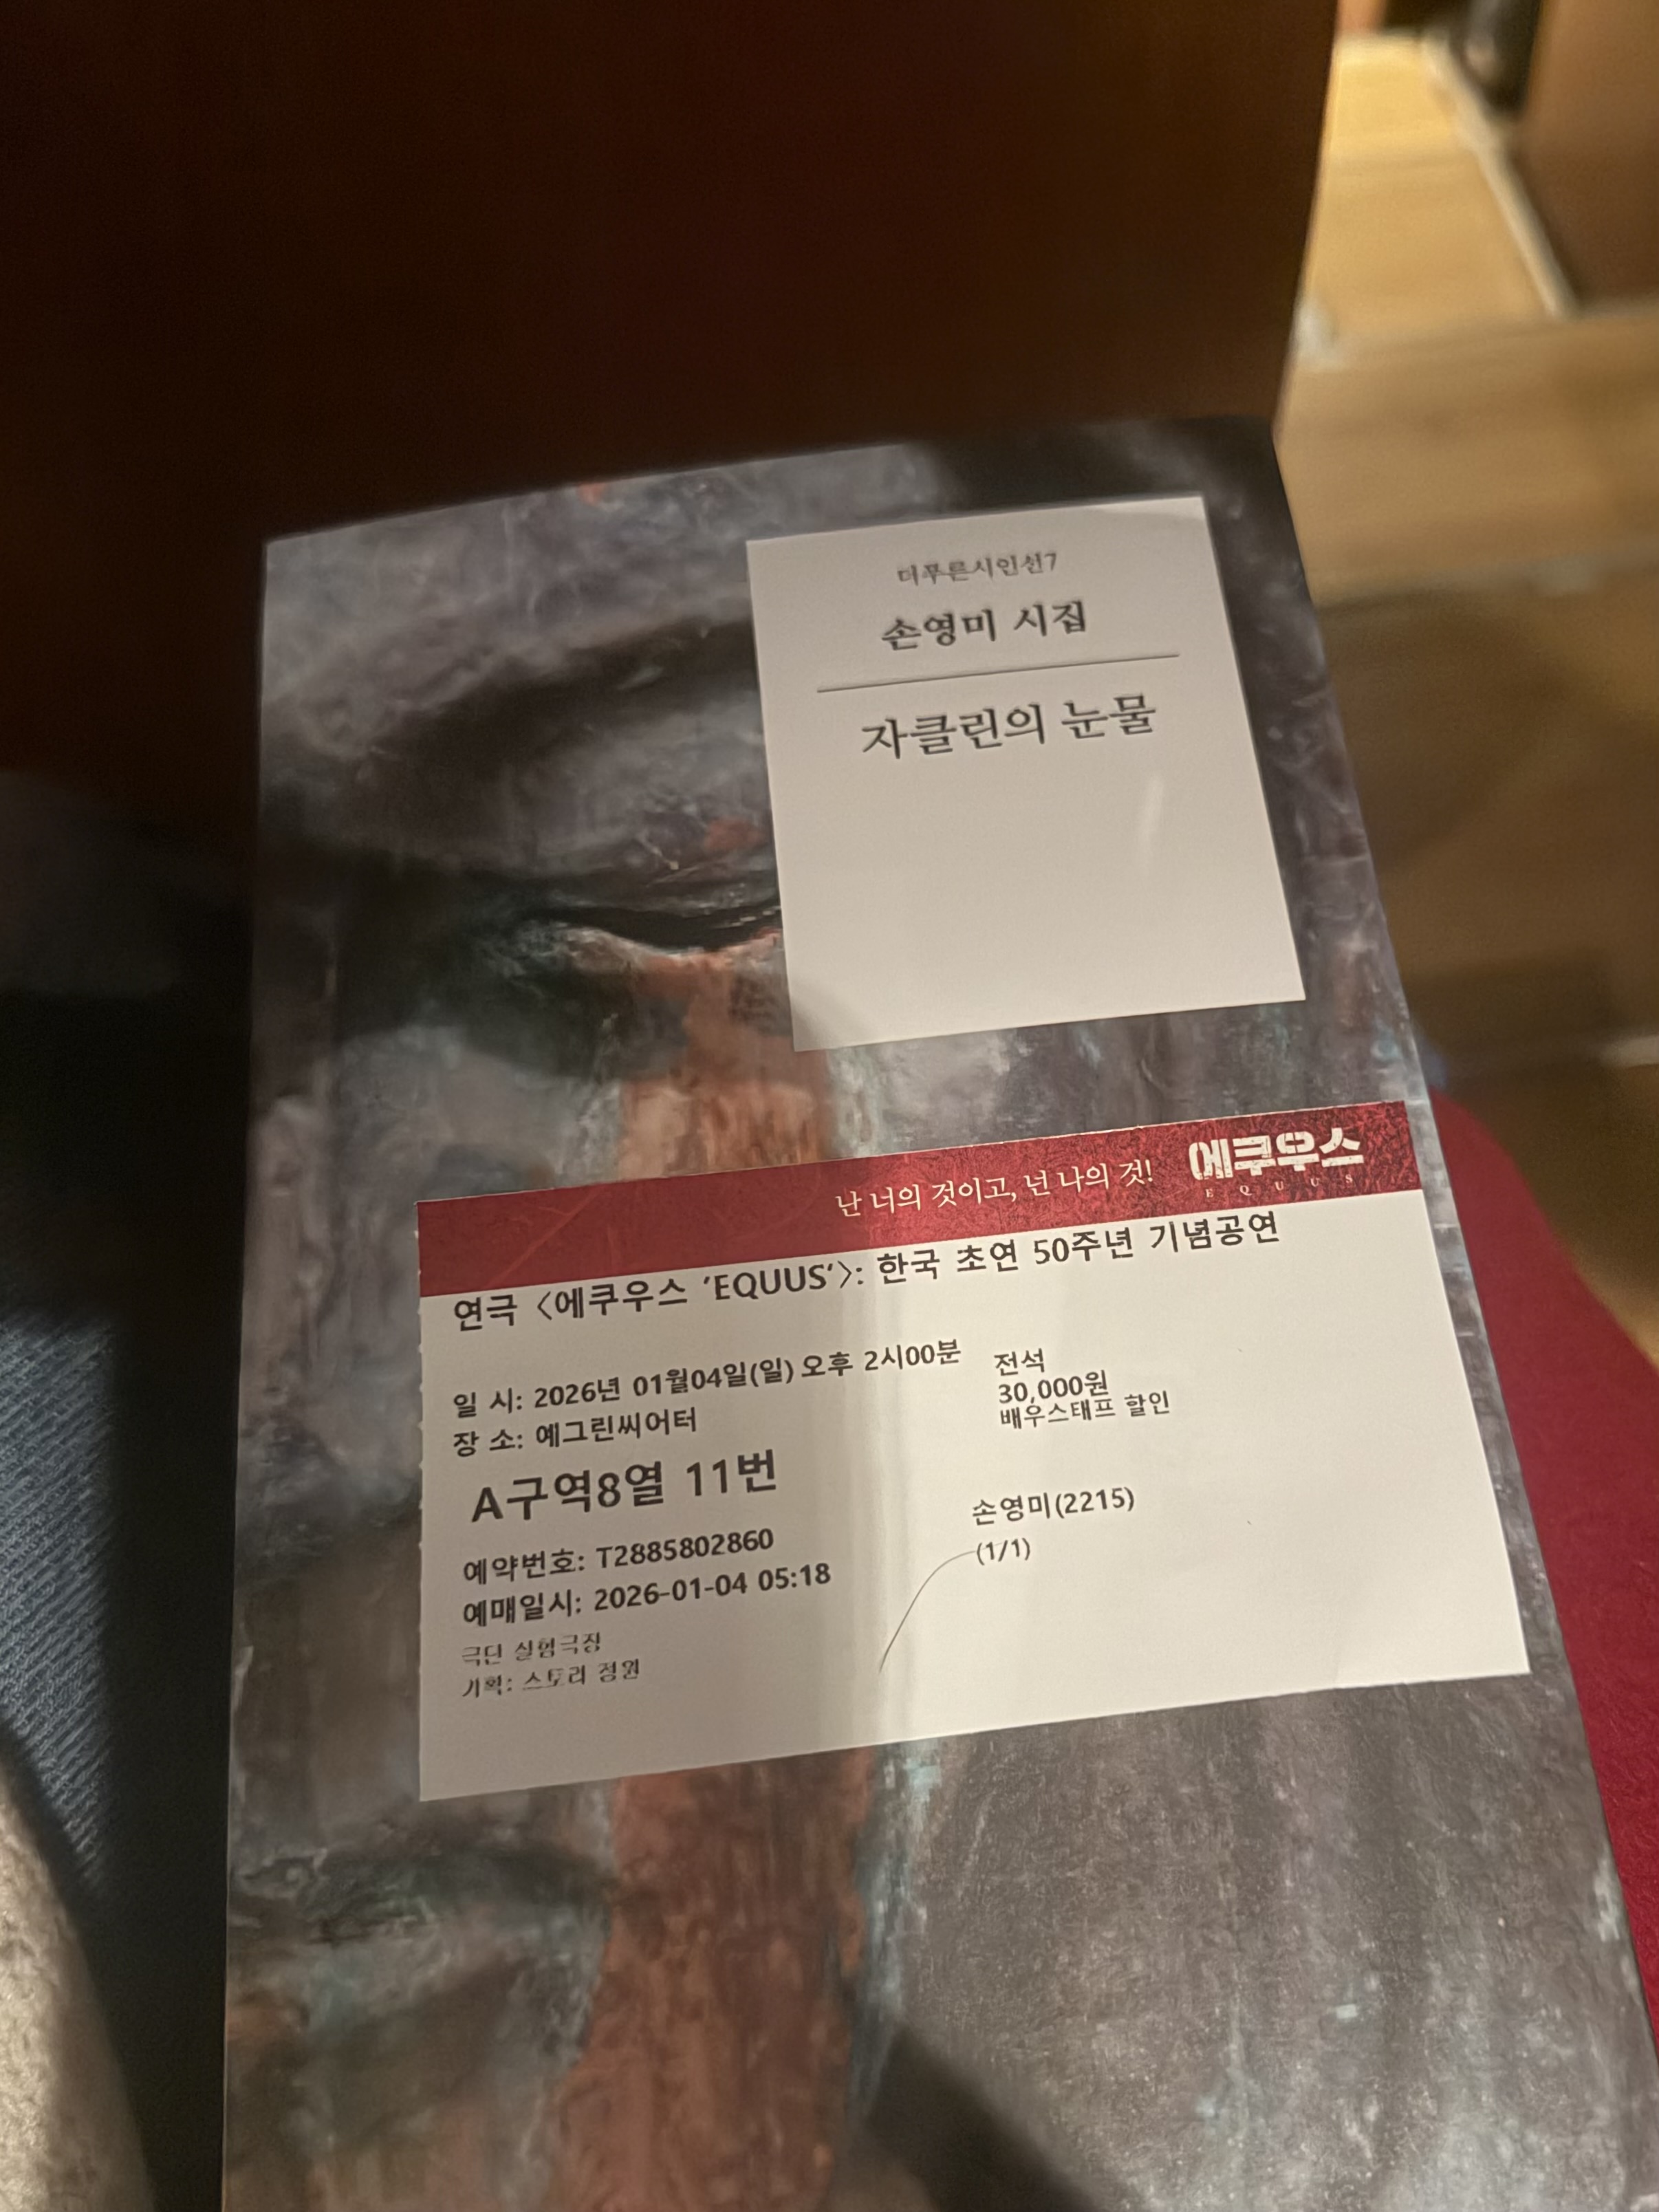 더푸른시인선7
손영미 시집
자클린의 눈물
난 너의 것이고, 넌 나의 것!
에쿠우스
EQUUS
연극 〈에쿠우스 ‘EQUUS‘〉: 한국 초연 50주년 기념공연
일 시: 2026년 01월04일(일) 오후 2시00분
장 소: 예그린씨어터
A구역8열 11번
예약번호: T2885802860
예매일시: 2026-01-04 05:18
극단 실험극장
기획: 스토리 정원
전석
30,000원
배우스태프 할인
손영미(2215)
(1/1)